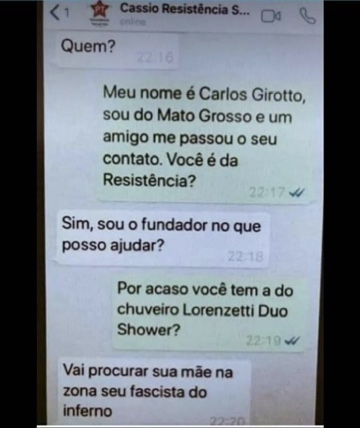 1 Cassio Resistência S...
online
Quem?
22:16
Meu nome é Carlos Girotto,
sou do Mato Grosso e um
amigo me passou o seu
contato. Você é da
Resistência?
22:17
Sim, sou o fundador no que
posso ajudar?
22:18
Por acaso você tem a do
chuveiro Lorenzetti Duo
Shower?
22:19
Vai procurar sua mãe na
zona seu fascista do
inferno
22:20